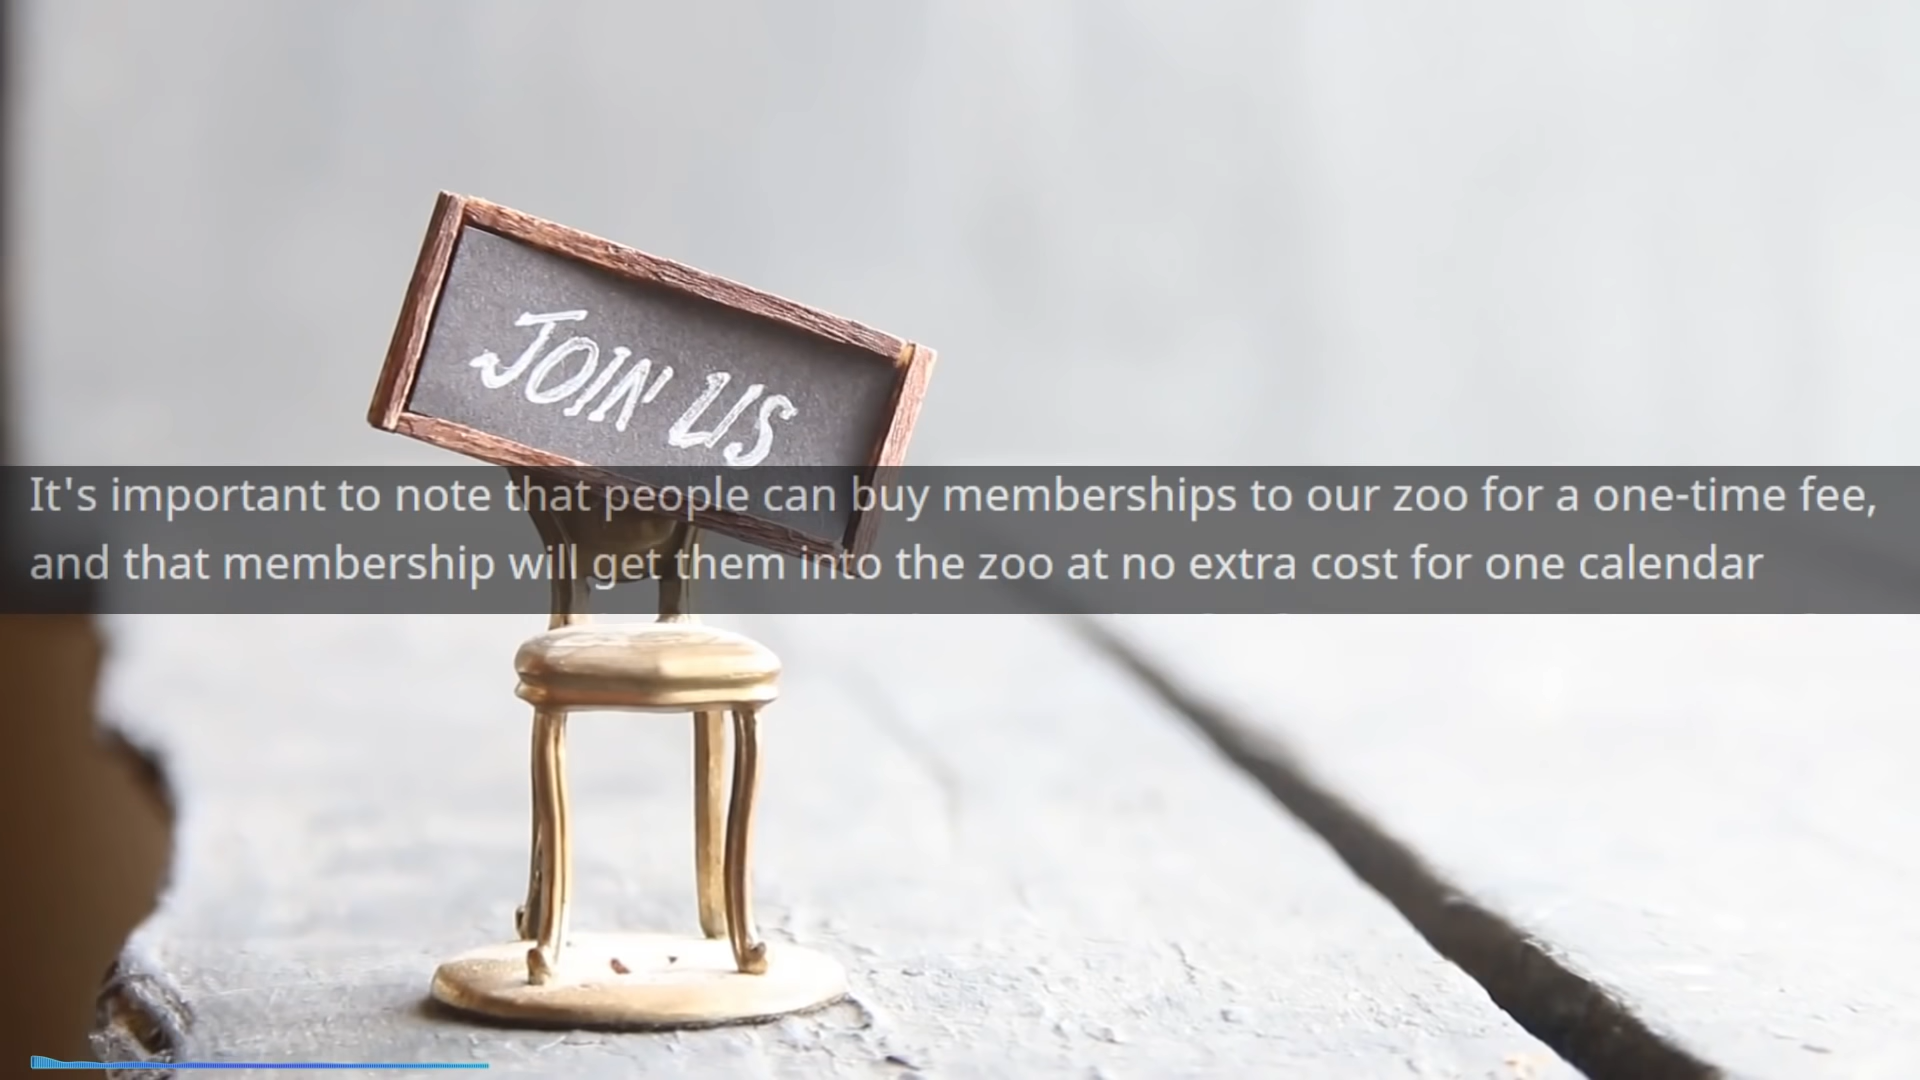 JOIN US
It's important to note that people can buy memberships to our zoo for a one-time fee,
and that membership will get them into the zoo at no extra cost for one calendar